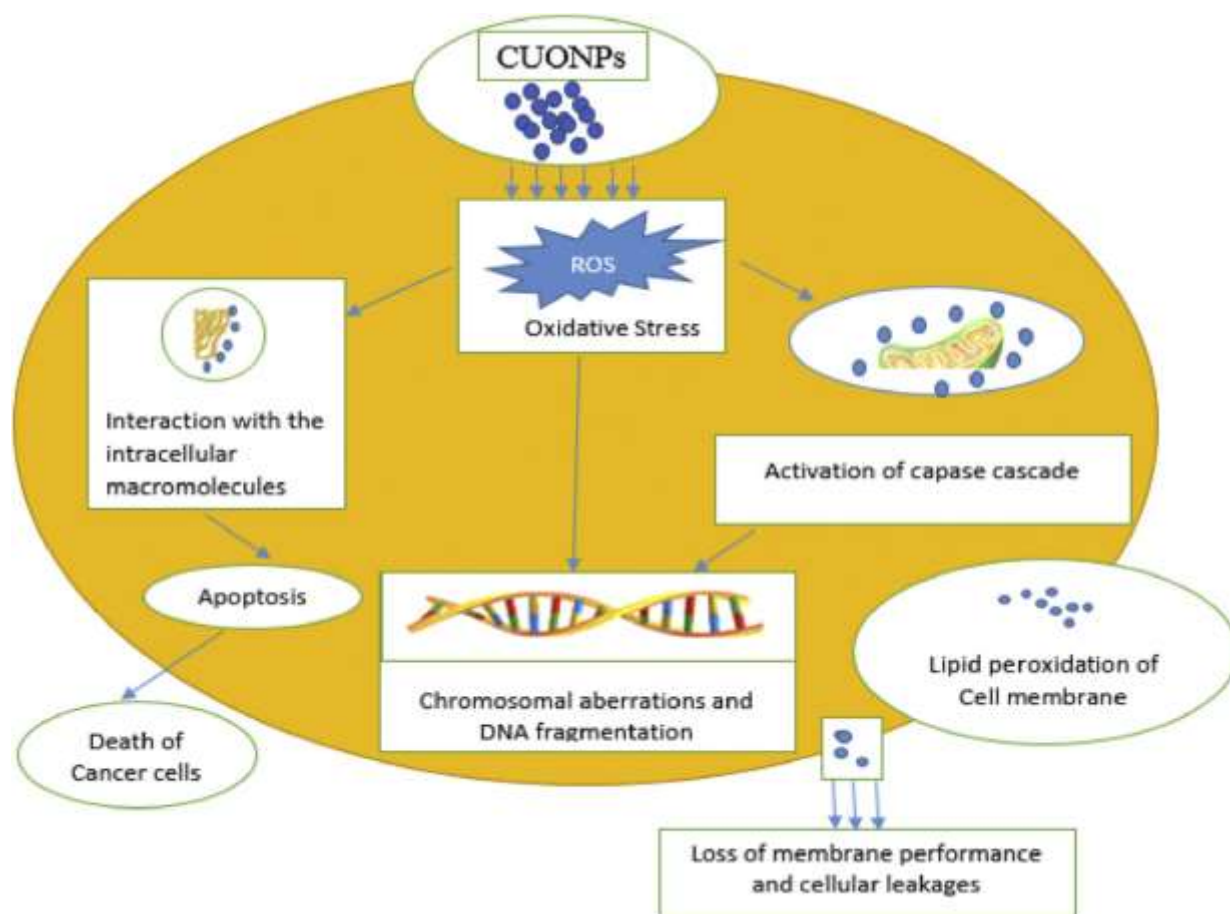 CUONPs
ROS
Oxidative Stress
Interaction with the
intracellular
macromolecules
Activation of capase cascade
Apoptosis
Chromosomal aberrations and
DNA fragmentation
Lipid peroxidation of
Cell membrane
Death of
Cancer cells
Loss of membrane performance
and cellular leakages